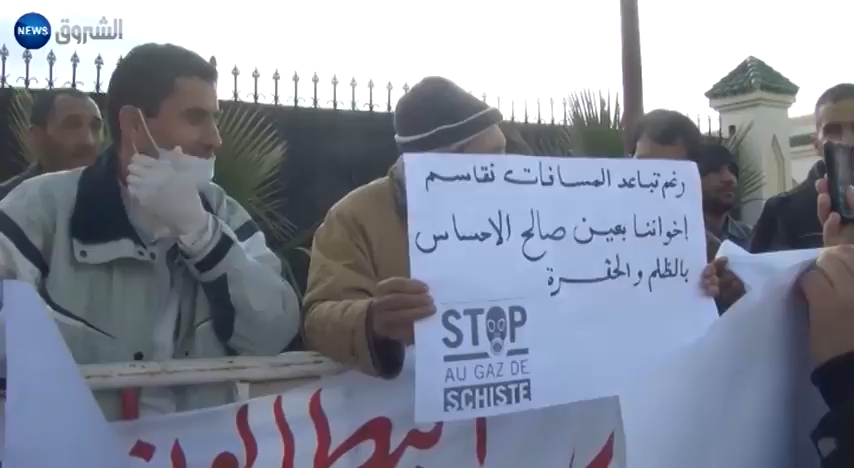 NEWS الشروق
رغم تباعد المسافات نقاسم
إخواننا بعين صالح الاحساس
بالظلم والحقرة
STOP
AU GAZ DE
SCHISTE